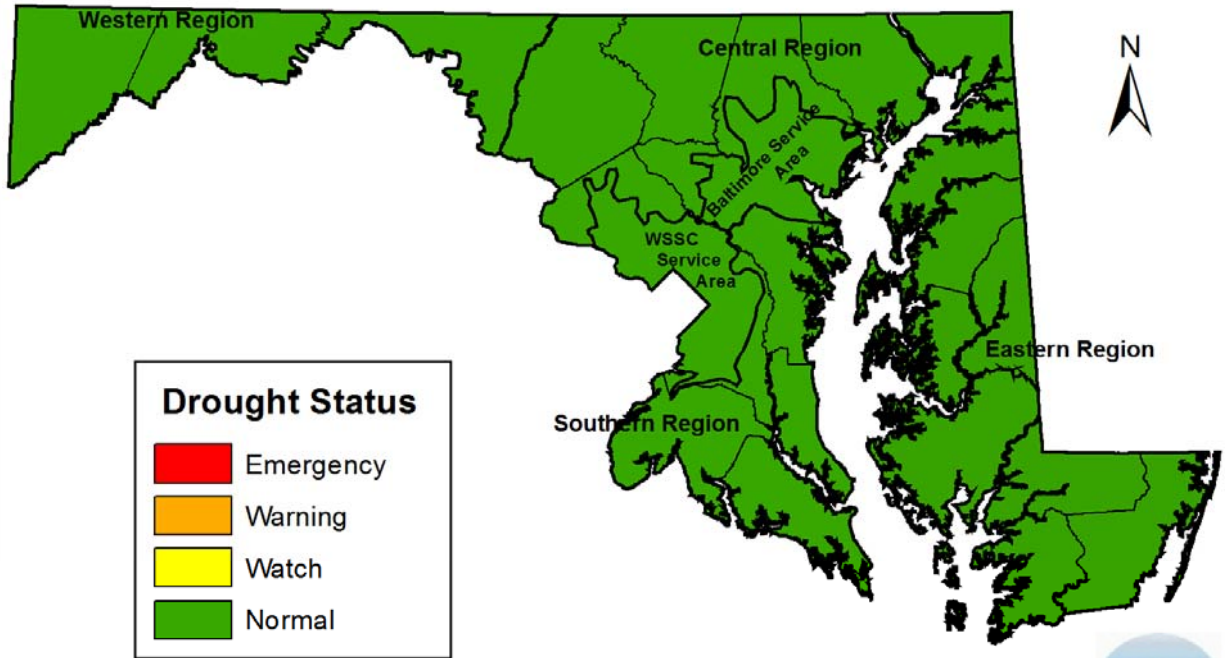 Western Region
Central Region
N
Baltimore Service
Area
WSSC
Service
Area
Eastern Region
Southern Region
Drought Status
Emergency
Warning
Watch
Normal